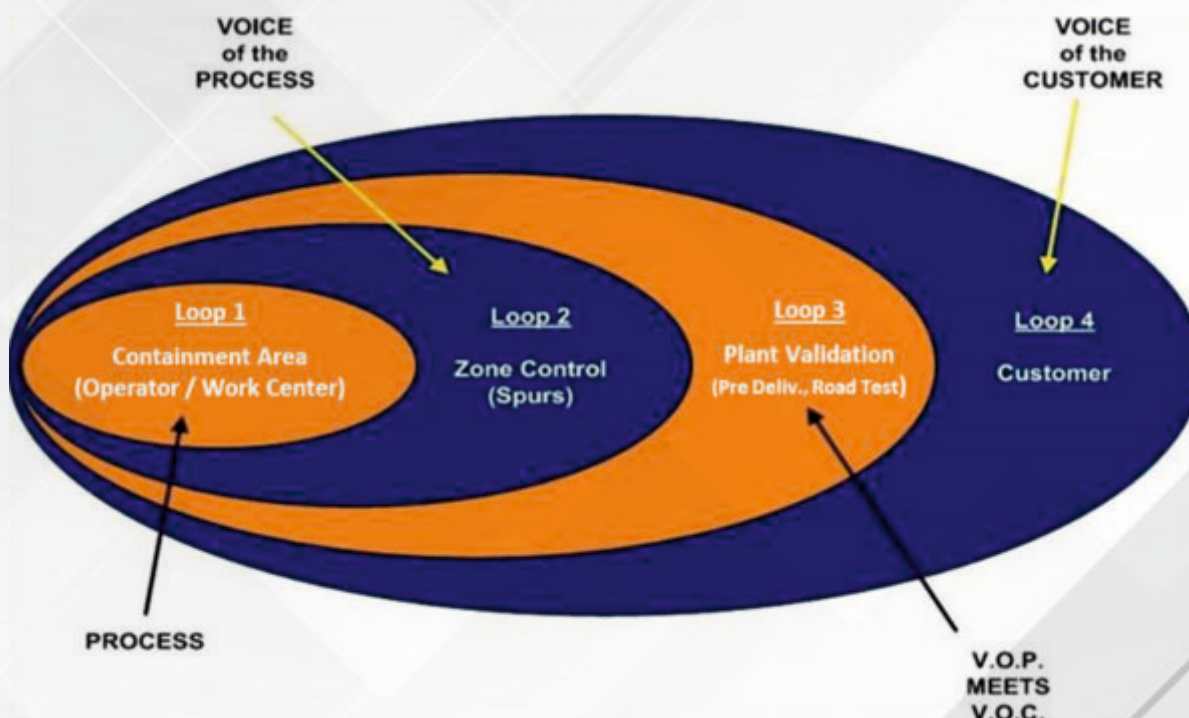 VOICE
of the
PROCESS
VOICE
of the
CUSTOMER
Loop 1
Containment Area
(Operator / Work Center)
Loop 2
Zone Control
(Spurs)
Loop 3
Plant Validation
(Pre Deliv., Road Test)
Loop 4
Customer
PROCESS
V.O.P.
MEETS
V.O.C.